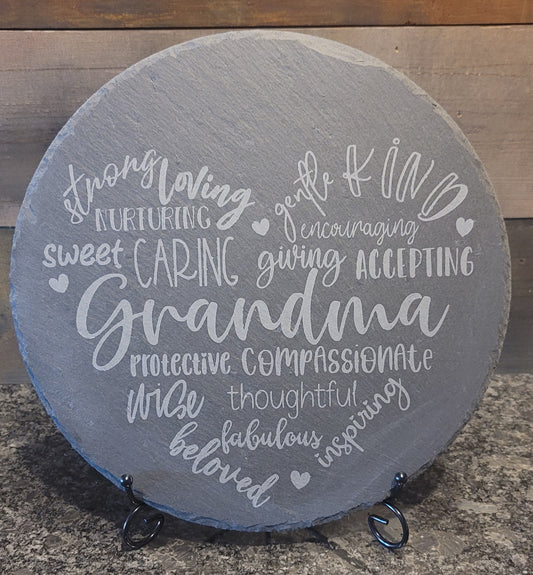 strong loving gentle KIND
NURTURING encouraging
sweet CARING giving ACCEPTING
Grandma
protective COMPASSIONATE
wise thoughtful inspiring
beloved fabulous